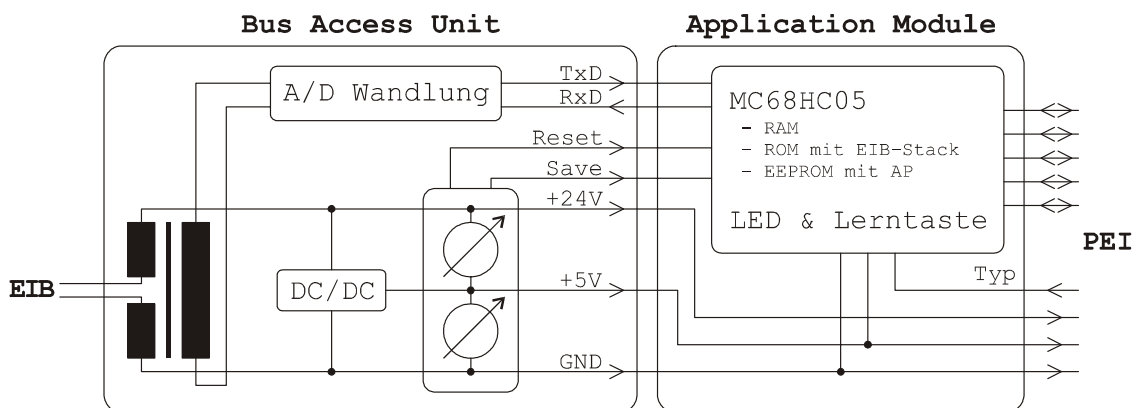 Bus Access Unit
Application Module
A/D Wandlung
TxD
RxD
Reset
Save
+24V
+5V
GND
DC/DC
EIB
MC68HC05
- RAM
- ROM mit EIB-Stack
- EEPROM mit AP
LED & Lerntaste
PEI
Typ